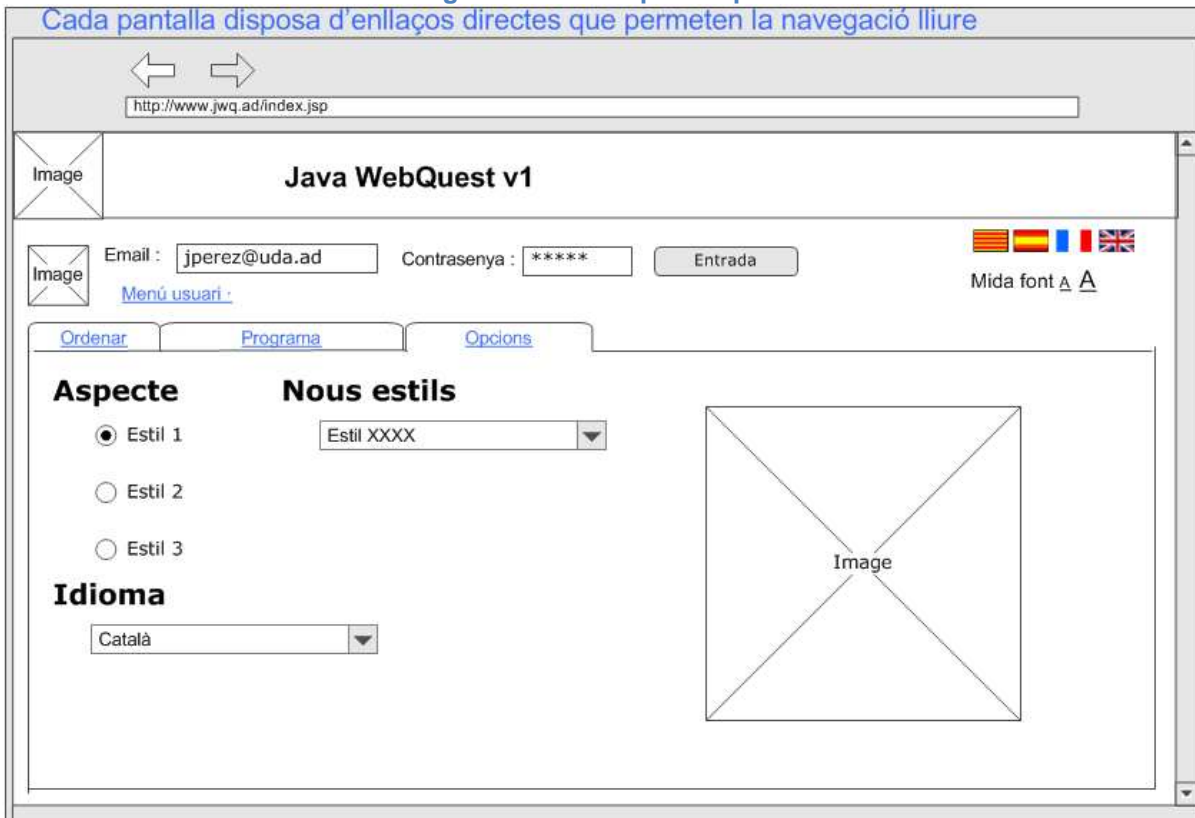 Cada pantalla disposa d’enllaços directes que permeten la navegació lliure
http://www.jwq.ad/index.jsp
Image
Java WebQuest v1
Image
Email :
jperez@uda.ad
Contrasenya :
*****
Entrada
Menú usuari ·
Mida font A A
Ordenar
Programa
Opcions
Aspecte
Nous estils
Estil 1
Estil XXXX
Estil 2
Estil 3
Image
Idioma
Català